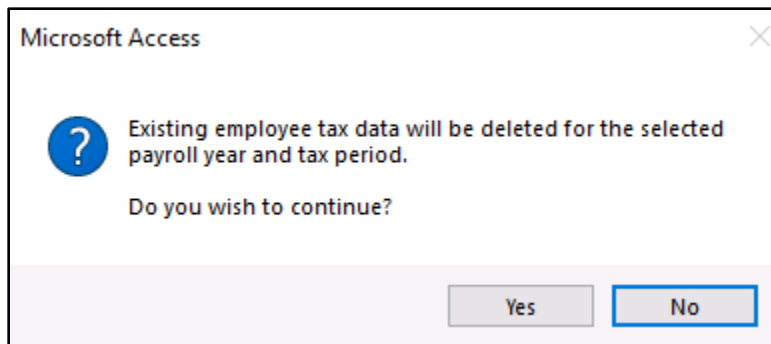 Microsoft Access
?
Existing employee tax data will be deleted for the selected
payroll year and tax period.
Do you wish to continue?
Yes
No